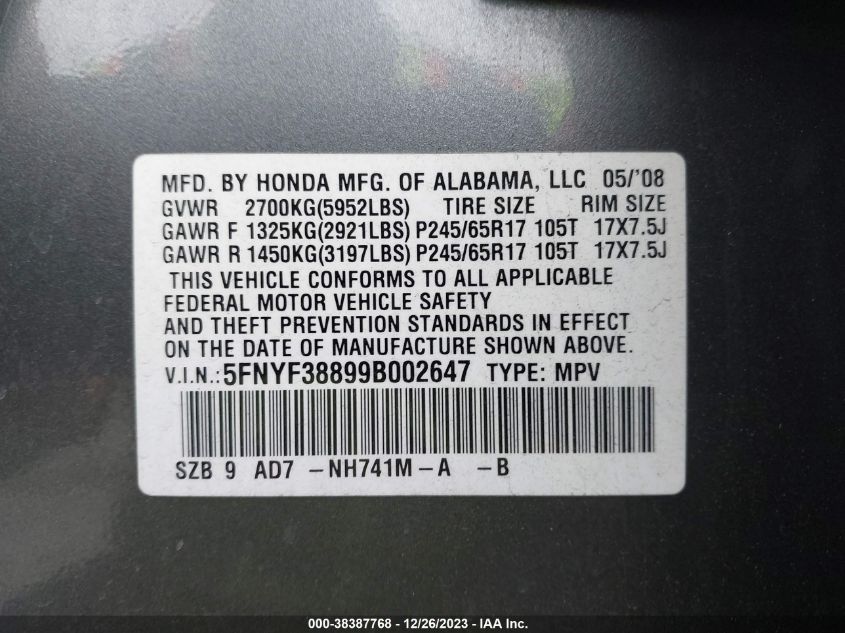 MFD. BY HONDA MFG. OF ALABAMA, LLC 05/'08
GVWR 2700KG(5952LBS) TIRE SIZE RIM SIZE
GAWR F 1325KG(2921LBS) P245/65R17 105T 17X7.5J
GAWR R 1450KG(3197LBS) P245/65R17 105T 17X7.5J
THIS VEHICLE CONFORMS TO ALL APPLICABLE
FEDERAL MOTOR VEHICLE SAFETY
AND THEFT PREVENTION STANDARDS IN EFFECT
ON THE DATE OF MANUFACTURE SHOWN ABOVE.
V.I.N.: 5FNYF38899B002647 TYPE: MPV
SZB 9 AD7 -NH741M-A -B
000-38387768 - 12/26/2023 - IAA Inc.